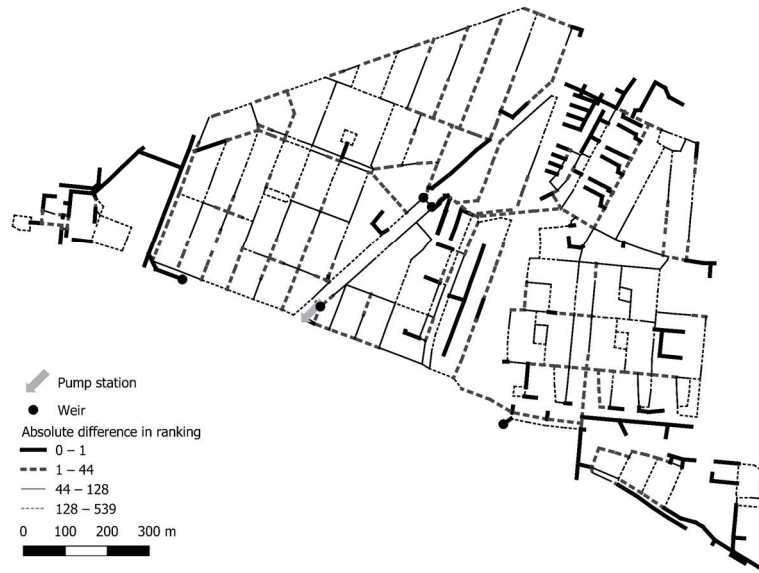 Pump station
Weir
Absolute difference in ranking
0 – 1
1 – 44
44 – 128
128 – 539
0 100 200 300 m